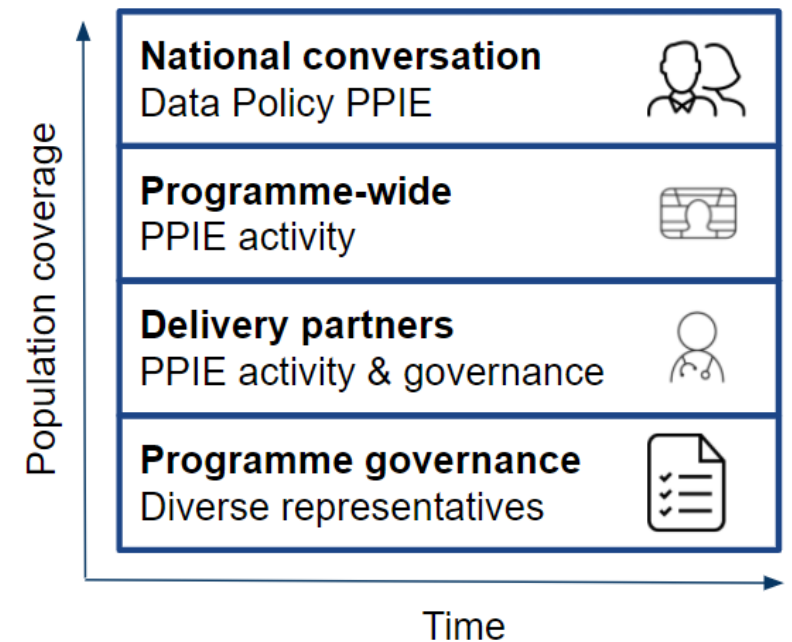 National conversation
Data Policy PPIE
Programme-wide
PPIE activity
Delivery partners
PPIE activity & governance
Programme governance
Diverse representatives
Population coverage
Time